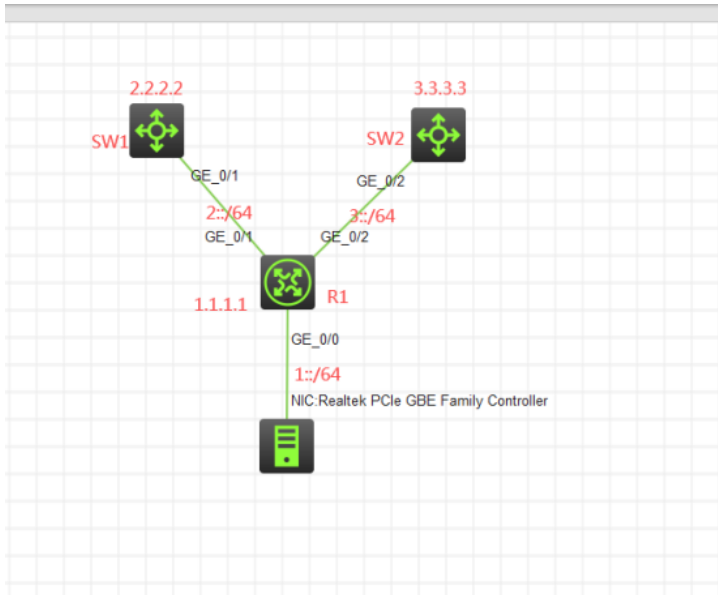 2.2.2.2
3.3.3.3
SW1
SW2
GE_0/1
GE_0/2
2::/64
3::/64
GE_0/1
GE_0/2
1.1.1.1
R1
GE_0/0
1::/64
NIC:Realtek PCIe GBE Family Controller